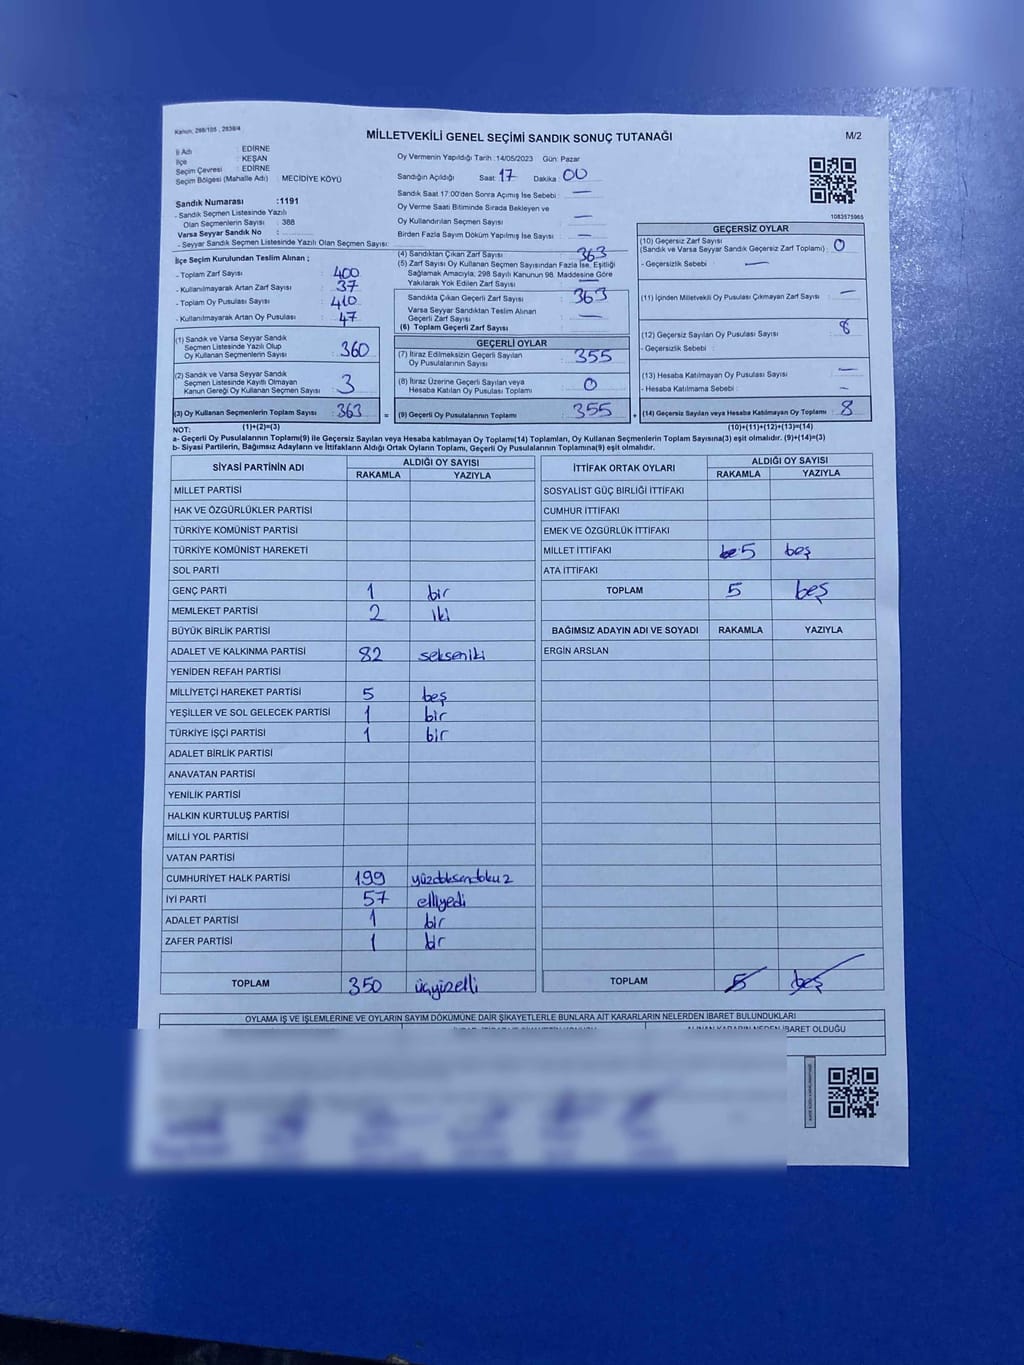 Kanun, 298/105 , 2839/4
MİLLETVEKİLİ GENEL SEÇİMİ SANDIK SONUÇ TUTANAĞI
M/2
İl Adı : EDİRNE
İlçe : KEŞAN
Seçim Çevresi : EDİRNE
Seçim Bölgesi (Mahalle Adı) : MECİDİYE KÖYÜ
Sandık Numarası :1191
- Sandık Seçmen Listesinde Yazılı
Olan Seçmenlerin Sayısı : 388
Varsa Seyyar Sandık No :
- Seyyar Sandık Seçmen Listesinde Yazılı Olan Seçmen Sayısı:
Oy Vermenin Yapıldığı Tarih :14/05/2023 Gün: Pazar
Sandığın Açıldığı Saat : 17 Dakika : 00
Sandık Saat 17:00'den Sonra Açımış İse Sebebi : —
Oy Verme Saati Bitiminde Sırada Bekleyen ve
Oy Kullandırılan Seçmen Sayısı : —
Birden Fazla Sayım Döküm Yapılmış İse Sayısı : —
1083575965
İlçe Seçim Kurulundan Teslim Alınan ;
- Toplam Zarf Sayısı : 400
- Kullanılmayarak Artan Zarf Sayısı : 37
- Toplam Oy Pusulası Sayısı : 410
- Kullanılmayarak Artan Oy Pusulası : 47
(1) Sandık ve Varsa Seyyar Sandık
Seçmen Listesinde Yazılı Olup
Oy Kullanan Seçmenlerin Sayısı : 360
(2) Sandık ve Varsa Seyyar Sandık
Seçmen Listesinde Kayıtlı Olmayan
Kanun Gereği Oy Kullanan Seçmen Sayısı : 3
(3) Oy Kullanan Seçmenlerin Toplam Sayısı : 363
(4) Sandıktan Çıkan Zarf Sayısı : 363
(5) Zarf Sayısı Oy Kullanan Seçmen Sayısından Fazla İse, Eşitliği
Sağlamak Amacıyla; 298 Sayılı Kanunun 98. Maddesine Göre
Yakılarak Yok Edilen Zarf Sayısı : —
Sandıkta Çıkan Geçerli Zarf Sayısı : 363
Varsa Seyyar Sandıktan Teslim Alınan
Geçerli Zarf Sayısı : —
(6) Toplam Geçerli Zarf Sayısı :
GEÇERLİ OYLAR
(7) İtiraz Edilmeksizin Geçerli Sayılan
Oy Pusulalarının Sayısı : 355
(8) İtiraz Üzerine Geçerli Sayılan veya
Hesaba Katılan Oy Pusulası Toplamı : 0
= (9) Geçerli Oy Pusulalarının Toplamı : 355
GEÇERSİZ OYLAR
(10) Geçersiz Zarf Sayısı
(Sandık ve Varsa Seyyar Sandık Geçersiz Zarf Toplamı) : 0
- Geçersizlik Sebebi : —
(11) İçinden Milletvekili Oy Pusulası Çıkmayan Zarf Sayısı : —
(12) Geçersiz Sayılan Oy Pusulası Sayısı : 8
- Geçersizlik Sebebi :
(13) Hesaba Katılmayan Oy Pusulası Sayısı : —
- Hesaba Katılmama Sebebi : —
+ (14) Geçersiz Sayılan veya Hesaba Katılmayan Oy Toplamı : 8
NOT: (1)+(2)=(3) (10)+(11)+(12)+(13)=(14)
a- Geçerli Oy Pusulalarının Toplamı(9) ile Geçersiz Sayılan veya Hesaba katılmayan Oy Toplamı(14) Toplamları, Oy Kullanan Seçmenlerin Toplam Sayısına(3) eşit olmalıdır. (9)+(14)=(3)
b- Siyasi Partilerin, Bağımsız Adayların ve İttifakların Aldığı Ortak Oyların Toplamı, Geçerli Oy Pusulalarının Toplamına(9) eşit olmalıdır.
SİYASİ PARTİNİN ADI ALDIĞI OY SAYISI
RAKAMLA YAZIYLA
MİLLET PARTİSİ
HAK VE ÖZGÜRLÜKLER PARTİSİ
TÜRKİYE KOMÜNİST PARTİSİ
TÜRKİYE KOMÜNİST HAREKETİ
SOL PARTİ
GENÇ PARTİ 1 bir
MEMLEKET PARTİSİ 2 iki
BÜYÜK BİRLİK PARTİSİ
ADALET VE KALKINMA PARTİSİ 82 sekseniki
YENİDEN REFAH PARTİSİ
MİLLİYETÇİ HAREKET PARTİSİ 5 beş
YEŞİLLER VE SOL GELECEK PARTİSİ 1 bir
TÜRKİYE İŞÇİ PARTİSİ 1 bir
ADALET BİRLİK PARTİSİ
ANAVATAN PARTİSİ
YENİLİK PARTİSİ
HALKIN KURTULUŞ PARTİSİ
MİLLİ YOL PARTİSİ
VATAN PARTİSİ
CUMHURİYET HALK PARTİSİ 199 yüzdoksandokuz
İYİ PARTİ 57 elliyedi
ADALET PARTİSİ 1 bir
ZAFER PARTİSİ 1 bir
TOPLAM 350 üçyüzelli
İTTİFAK ORTAK OYLARI ALDIĞI OY SAYISI
RAKAMLA YAZIYLA
SOSYALİST GÜÇ BİRLİĞİ İTTİFAKI
CUMHUR İTTİFAKI
EMEK VE ÖZGÜRLÜK İTTİFAKI
MİLLET İTTİFAKI 5 beş
ATA İTTİFAKI
TOPLAM 5 beş
BAĞIMSIZ ADAYIN ADI VE SOYADI RAKAMLA YAZIYLA
ERGİN ARSLAN
TOPLAM 5 beş
OYLAMA İŞ VE İŞLEMLERİNE VE OYLARIN SAYIM DÖKÜMÜNE DAİR ŞİKAYETLERLE BUNLARA AİT KARARLARIN NELERDEN İBARET BULUNDUKLARI
ALINAN KARARIN NEDEN İBARET OLDUĞU